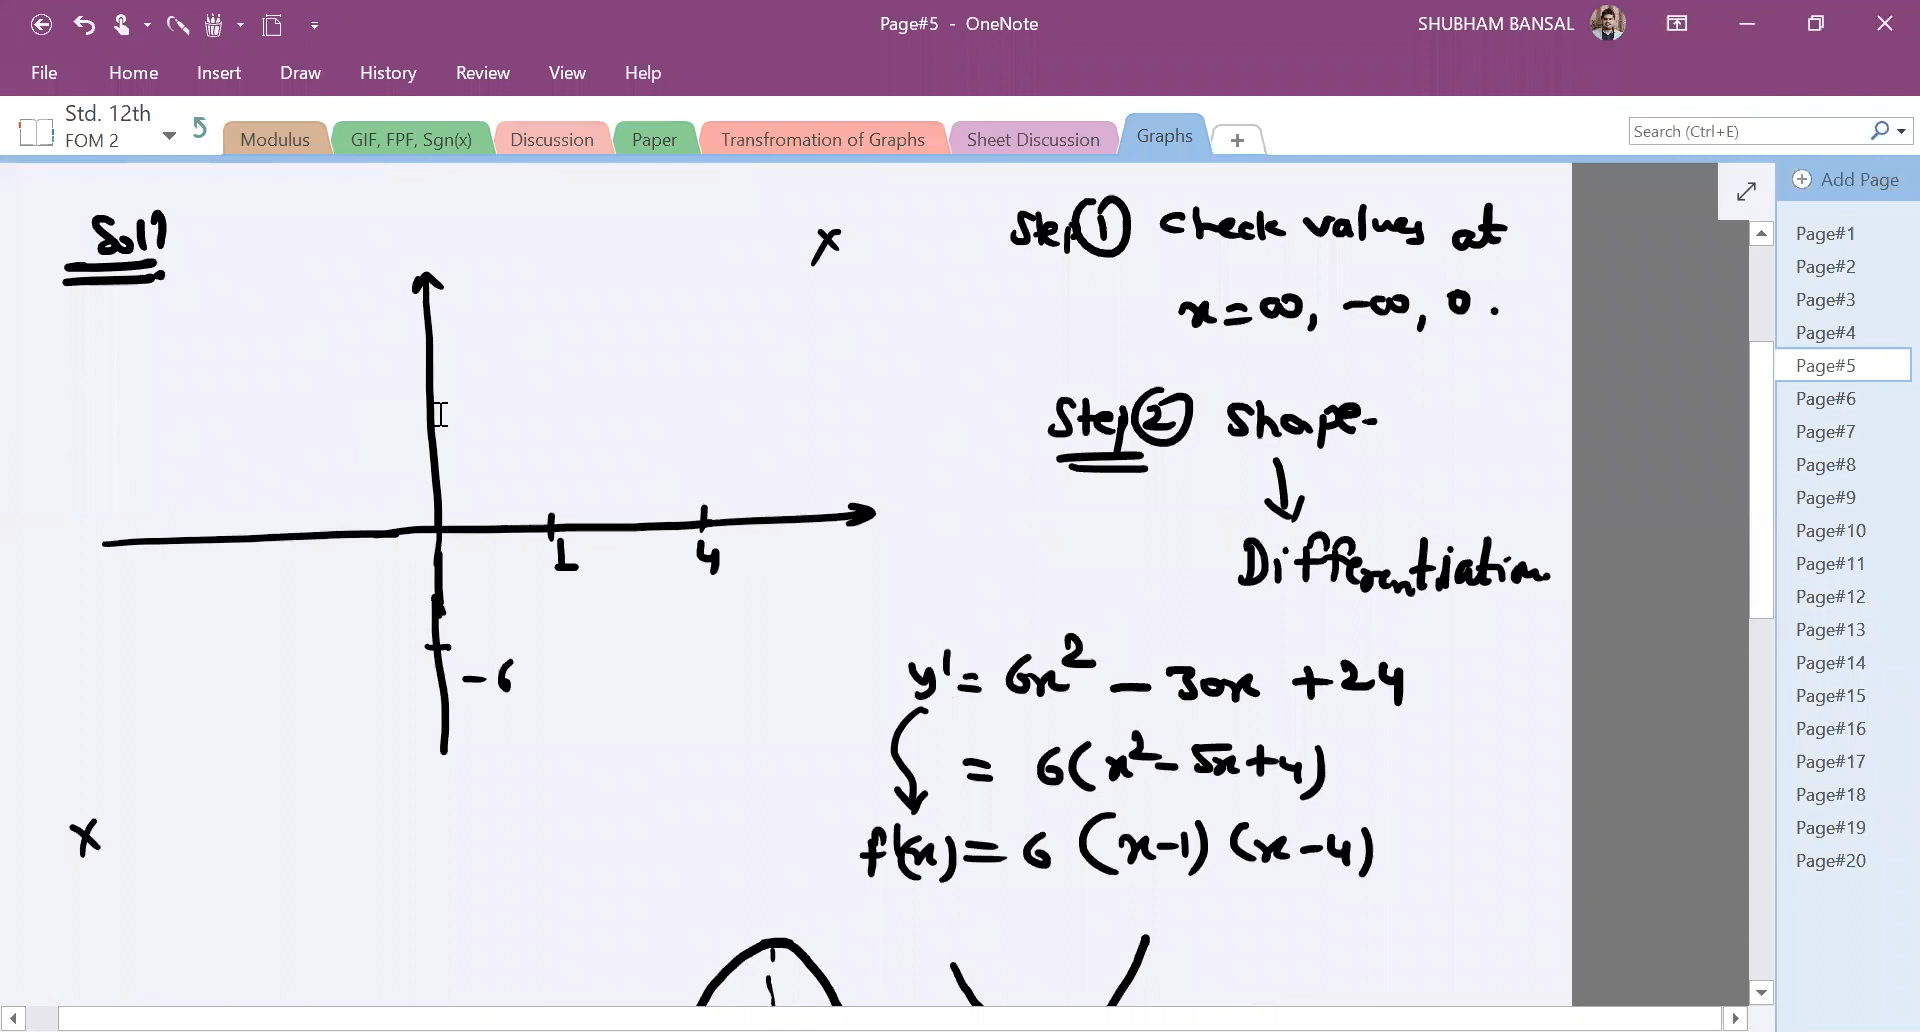 Page#5 - OneNote
SHUBHAM BANSAL
File Home Insert Draw History Review View Help
Std. 12th
FOM 2
Modulus
GIF, FPF, Sgn(x)
Discussion
Paper
Transfromation of Graphs
Sheet Discussion
Graphs
Search (Ctrl+E)
Solⁿ
x
1
4
-6
x
Step ① Check values at
x = ∞, -∞, 0.
Step ② Shape-
Differentiation
y' = 6x² - 30x + 24
= 6(x² - 5x + 4)
f'(x) = 6 (x-1) (x-4)
Add Page
Page#1
Page#2
Page#3
Page#4
Page#5
Page#6
Page#7
Page#8
Page#9
Page#10
Page#11
Page#12
Page#13
Page#14
Page#15
Page#16
Page#17
Page#18
Page#19
Page#20